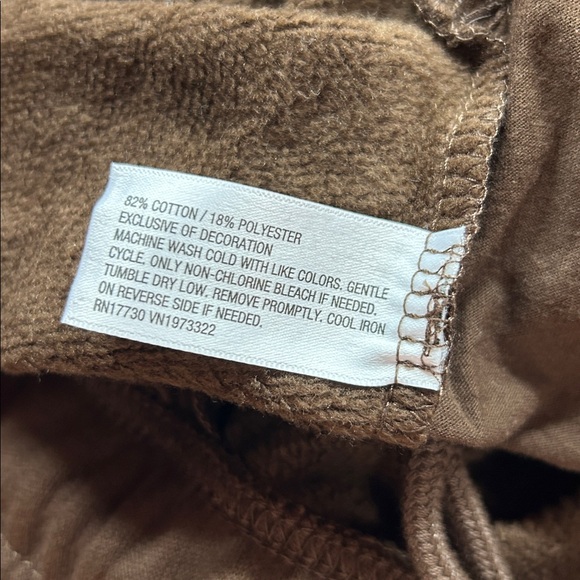 82% COTTON / 18% POLYESTER
EXCLUSIVE OF DECORATION
MACHINE WASH COLD WITH LIKE COLORS. GENTLE
CYCLE. ONLY NON-CHLORINE BLEACH IF NEEDED.
TUMBLE DRY LOW. REMOVE PROMPTLY. COOL IRON
ON REVERSE SIDE IF NEEDED.
RN17730 VN1973322